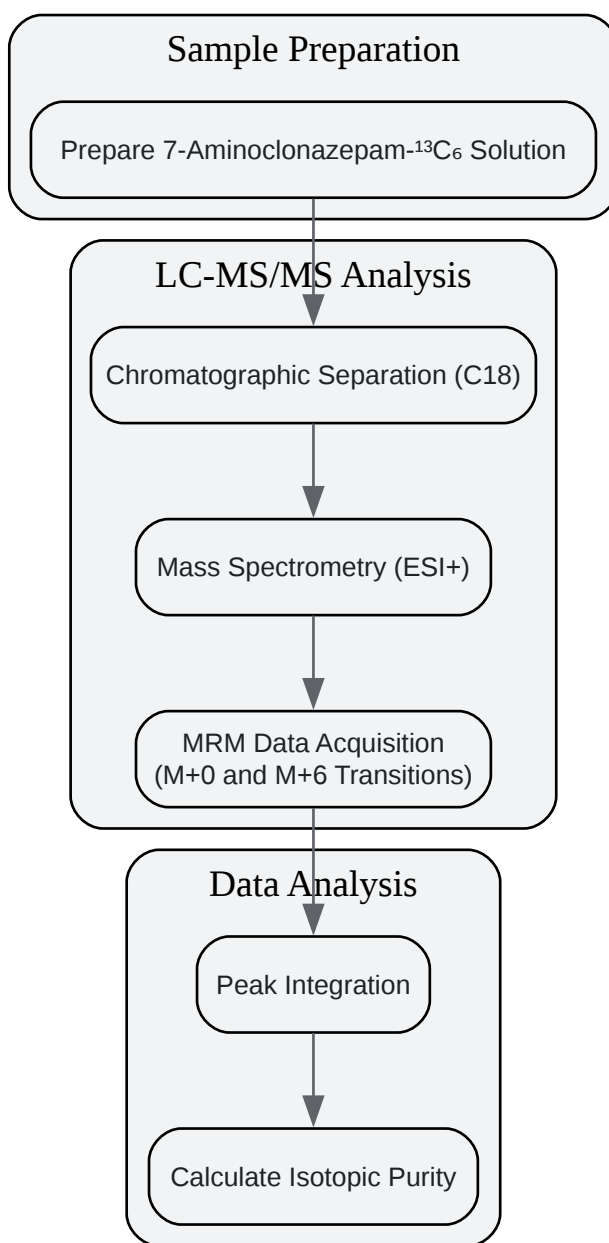 Sample Preparation
Prepare 7-Aminoclonazepam-¹³C₆ Solution
LC-MS/MS Analysis
Chromatographic Separation (C18)
Mass Spectrometry (ESI+)
MRM Data Acquisition
(M+0 and M+6 Transitions)
Data Analysis
Peak Integration
Calculate Isotopic Purity